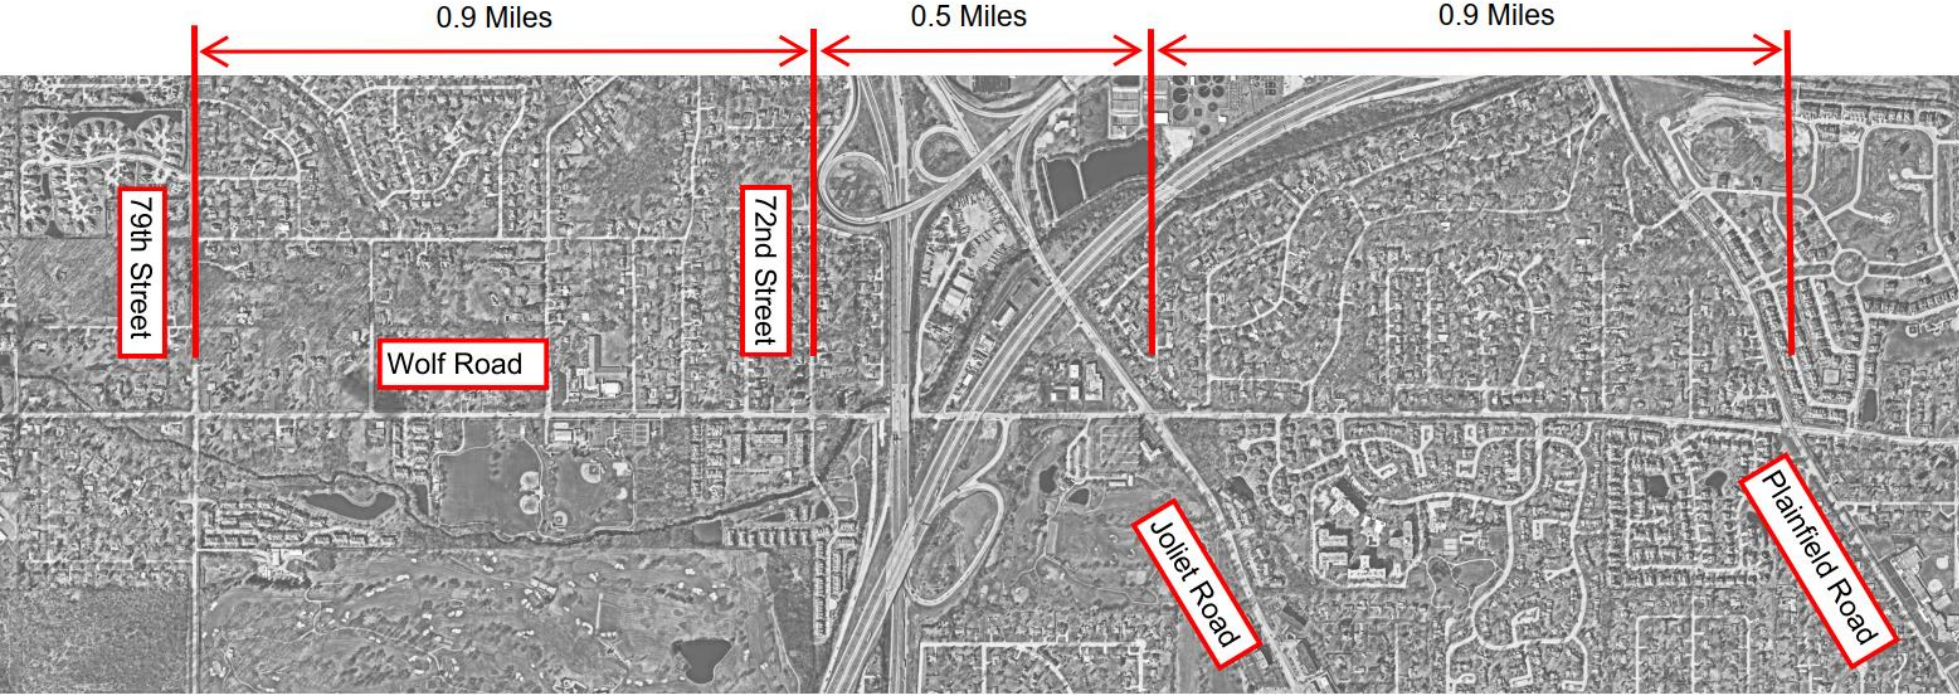 0.9 Miles
0.5 Miles
0.9 Miles
79th Street
72nd Street
Wolf Road
Joliet Road
Plainfield Road